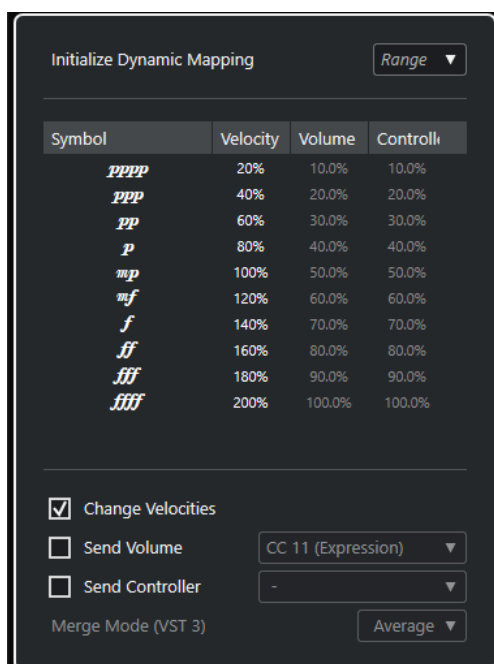 Initialize Dynamic Mapping Range
Symbol Velocity Volume Controlle
pppp 20% 10.0% 10.0%
ppp 40% 20.0% 20.0%
pp 60% 30.0% 30.0%
p 80% 40.0% 40.0%
mp 100% 50.0% 50.0%
mf 120% 60.0% 60.0%
f 140% 70.0% 70.0%
ff 160% 80.0% 80.0%
fff 180% 90.0% 90.0%
ffff 200% 100.0% 100.0%
Change Velocities
Send Volume CC 11 (Expression)
Send Controller -
Merge Mode (VST 3) Average